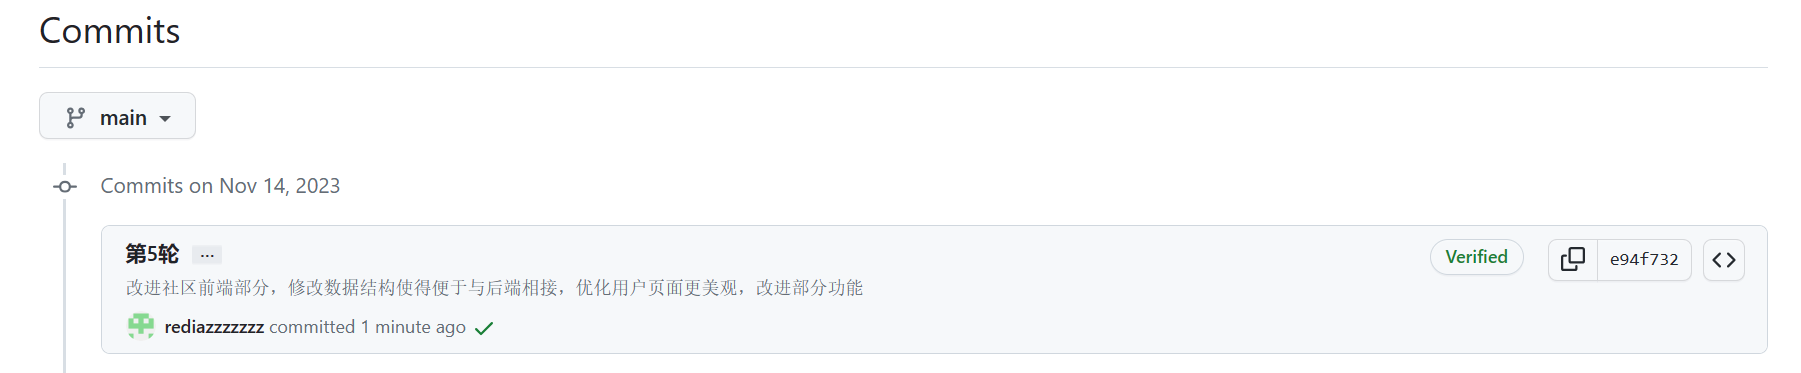 Commits
main
Commits on Nov 14, 2023
第5轮 ...
Verified
e94f732
改进社区前端部分，修改数据结构使得便于与后端相接，优化用户页面更美观，改进部分功能
rediazzzzzzz committed 1 minute ago